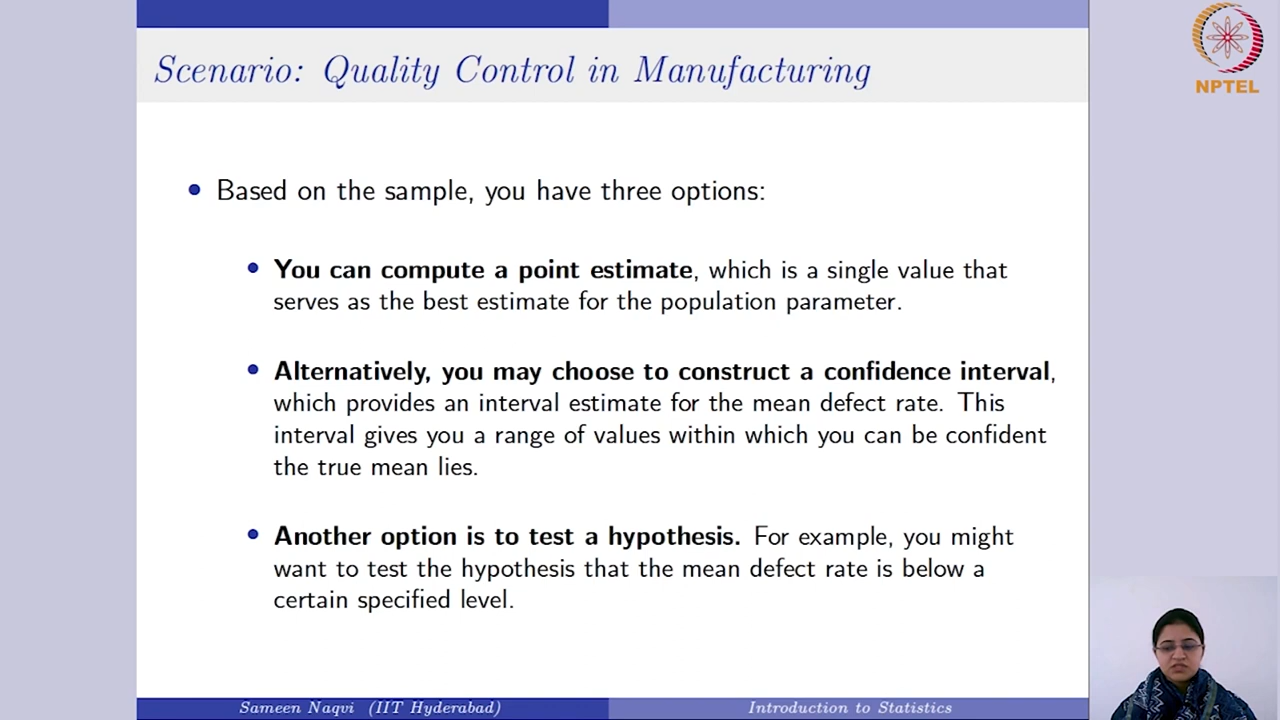 Scenario: Quality Control in Manufacturing
NPTEL
• Based on the sample, you have three options:
• You can compute a point estimate, which is a single value that
serves as the best estimate for the population parameter.
• Alternatively, you may choose to construct a confidence interval,
which provides an interval estimate for the mean defect rate. This
interval gives you a range of values within which you can be confident
the true mean lies.
• Another option is to test a hypothesis. For example, you might
want to test the hypothesis that the mean defect rate is below a
certain specified level.
Sameen Naqvi (IIT Hyderabad)
Introduction to Statistics